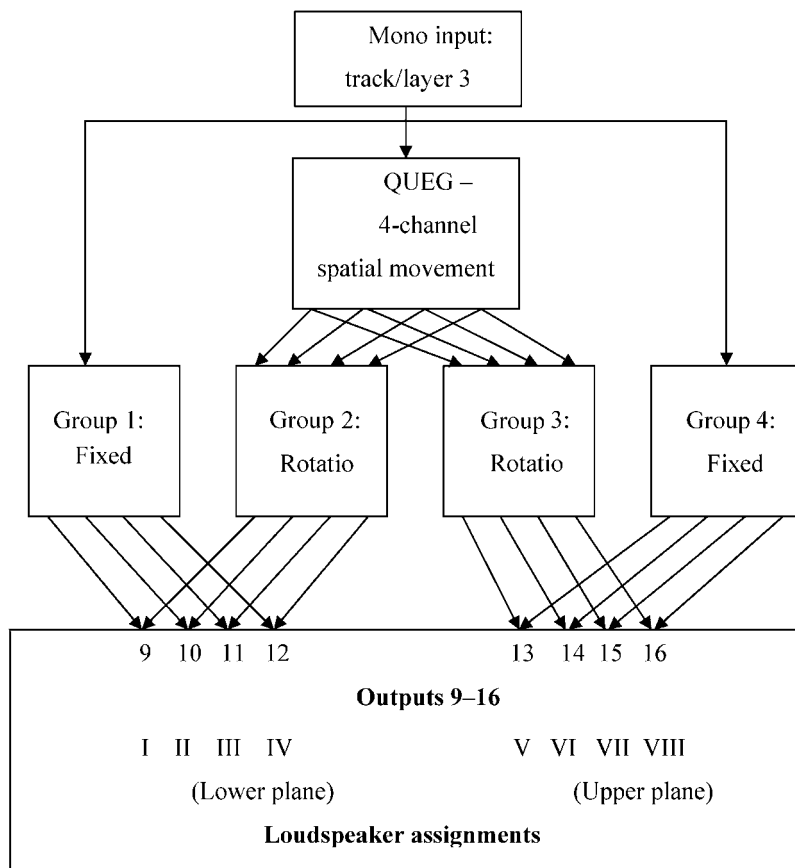 Mono input:
track/layer 3
QUEG –
4-channel
spatial movement
Group 1:
Fixed
Group 2:
Rotatio
Group 3:
Rotatio
Group 4:
Fixed
9 10 11 12 13 14 15 16
Outputs 9–16
I II III IV V VI VII VIII
(Lower plane) (Upper plane)
Loudspeaker assignments